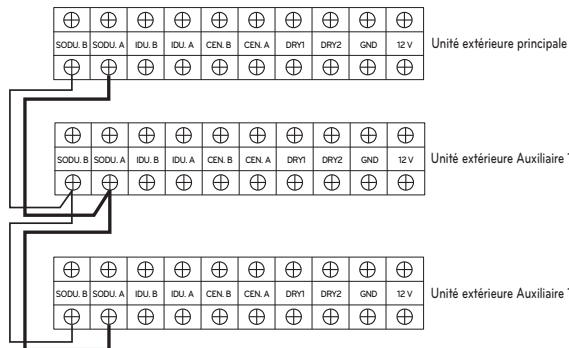 SODU. B SODU. A IDU. B IDU. A CEN. B CEN. A DRY1 DRY2 GND 12 V Unité extérieure principale
SODU. B SODU. A IDU. B IDU. A CEN. B CEN. A DRY1 DRY2 GND 12 V Unité extérieure Auxiliaire
SODU. B SODU. A IDU. B IDU. A CEN. B CEN. A DRY1 DRY2 GND 12 V Unité extérieure Auxiliaire